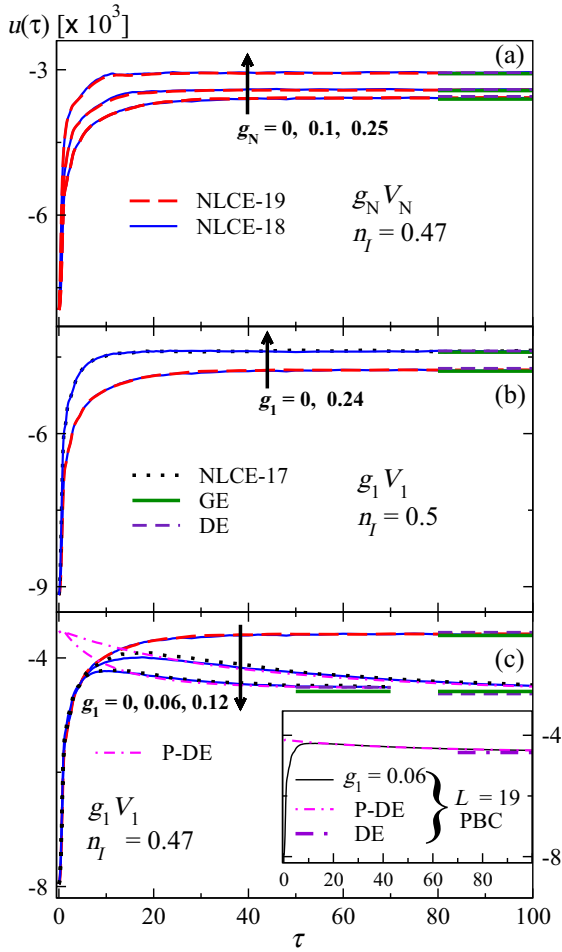 u(τ) [x 10³]
(a)
-3
g_N = 0, 0.1, 0.25
NLCE-19
NLCE-18
g_N V_N
n_I = 0.47
-6
(b)
g_1 = 0, 0.24
-6
NLCE-17
GE
DE
g_1 V_1
n_I = 0.5
-9
(c)
-4
g_1 = 0, 0.06, 0.12
P-DE
g_1 V_1
n_I = 0.47
-8
g_1 = 0.06
P-DE
DE
} L = 19
PBC
-4
-8
0 20 40 60 80 100
0 20 40 60 80 100
τ